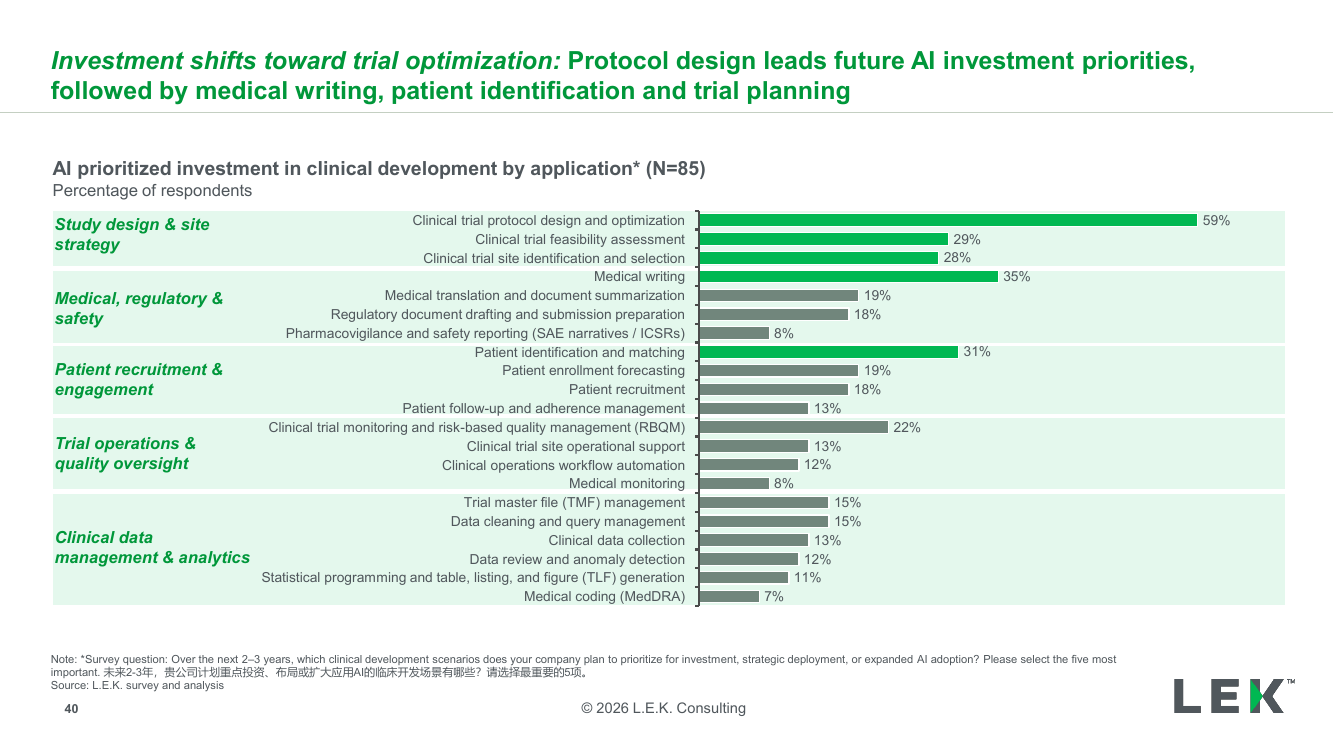 Investment shifts toward trial optimization: Protocol design leads future AI investment priorities,
followed by medical writing, patient identification and trial planning
AI prioritized investment in clinical development by application* (N=85)
Percentage of respondents
Study design & site
strategy
Clinical trial protocol design and optimization 59%
Clinical trial feasibility assessment 29%
Clinical trial site identification and selection 28%
Medical, regulatory &
safety
Medical writing 35%
Medical translation and document summarization 19%
Regulatory document drafting and submission preparation 18%
Pharmacovigilance and safety reporting (SAE narratives / ICSRs) 8%
Patient recruitment &
engagement
Patient identification and matching 31%
Patient enrollment forecasting 19%
Patient recruitment 18%
Patient follow-up and adherence management 13%
Trial operations &
quality oversight
Clinical trial monitoring and risk-based quality management (RBQM) 22%
Clinical trial site operational support 13%
Clinical operations workflow automation 12%
Medical monitoring 8%
Clinical data
management & analytics
Trial master file (TMF) management 15%
Data cleaning and query management 15%
Clinical data collection 13%
Data review and anomaly detection 12%
Statistical programming and table, listing, and figure (TLF) generation 11%
Medical coding (MedDRA) 7%
Note: *Survey question: Over the next 2–3 years, which clinical development scenarios does your company plan to prioritize for investment, strategic deployment, or expanded AI adoption? Please select the five most
important. 未来2-3年，贵公司计划重点投资、布局或扩大应用AI的临床开发场景有哪些？请选择最重要的5项。
Source: L.E.K. survey and analysis
40
© 2026 L.E.K. Consulting
LEK™